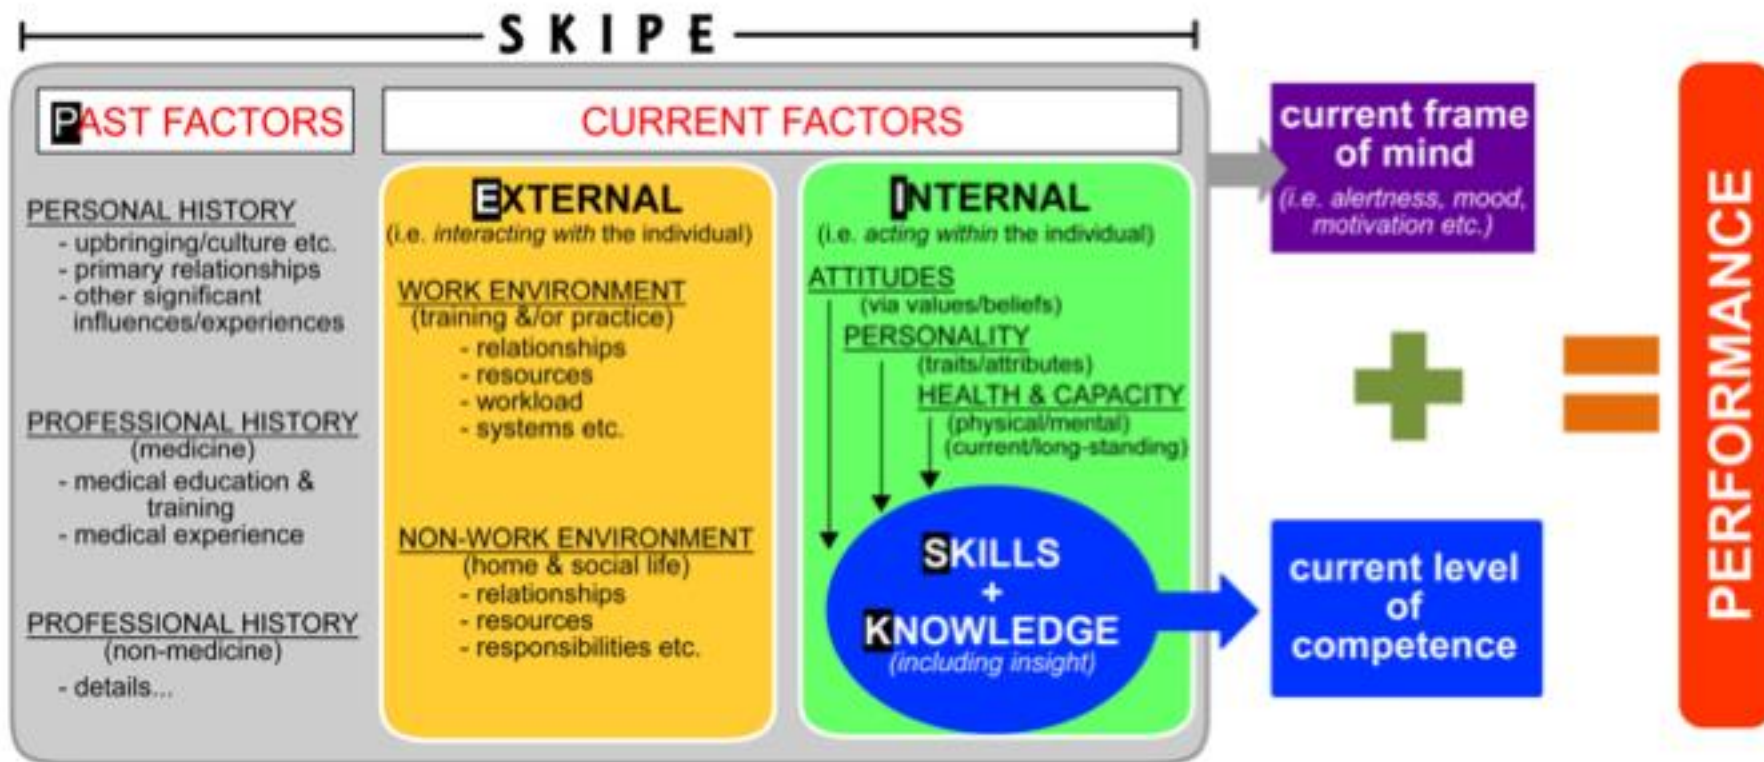 SKIPE
PAST FACTORS
PERSONAL HISTORY
- upbringing/culture etc.
- primary relationships
- other significant
influences/experiences
PROFESSIONAL HISTORY
(medicine)
- medical education &
training
- medical experience
PROFESSIONAL HISTORY
(non-medicine)
- details...
CURRENT FACTORS
EXTERNAL
(i.e. interacting with the individual)
WORK ENVIRONMENT
(training &/or practice)
- relationships
- resources
- workload
- systems etc.
NON-WORK ENVIRONMENT
(home & social life)
- relationships
- resources
- responsibilities etc.
INTERNAL
(i.e. acting within the individual)
ATTITUDES
(via values/beliefs)
PERSONALITY
(traits/attributes)
HEALTH & CAPACITY
(physical/mental)
(current/long-standing)
SKILLS
+
KNOWLEDGE
(including insight)
current frame
of mind
(i.e. alertness, mood,
motivation etc.)
current level
of
competence
PERFORMANCE